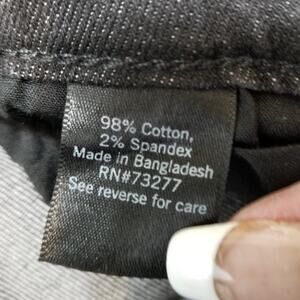 98% Cotton,
2% Spandex
Made in Bangladesh
RN#73277
See reverse for care